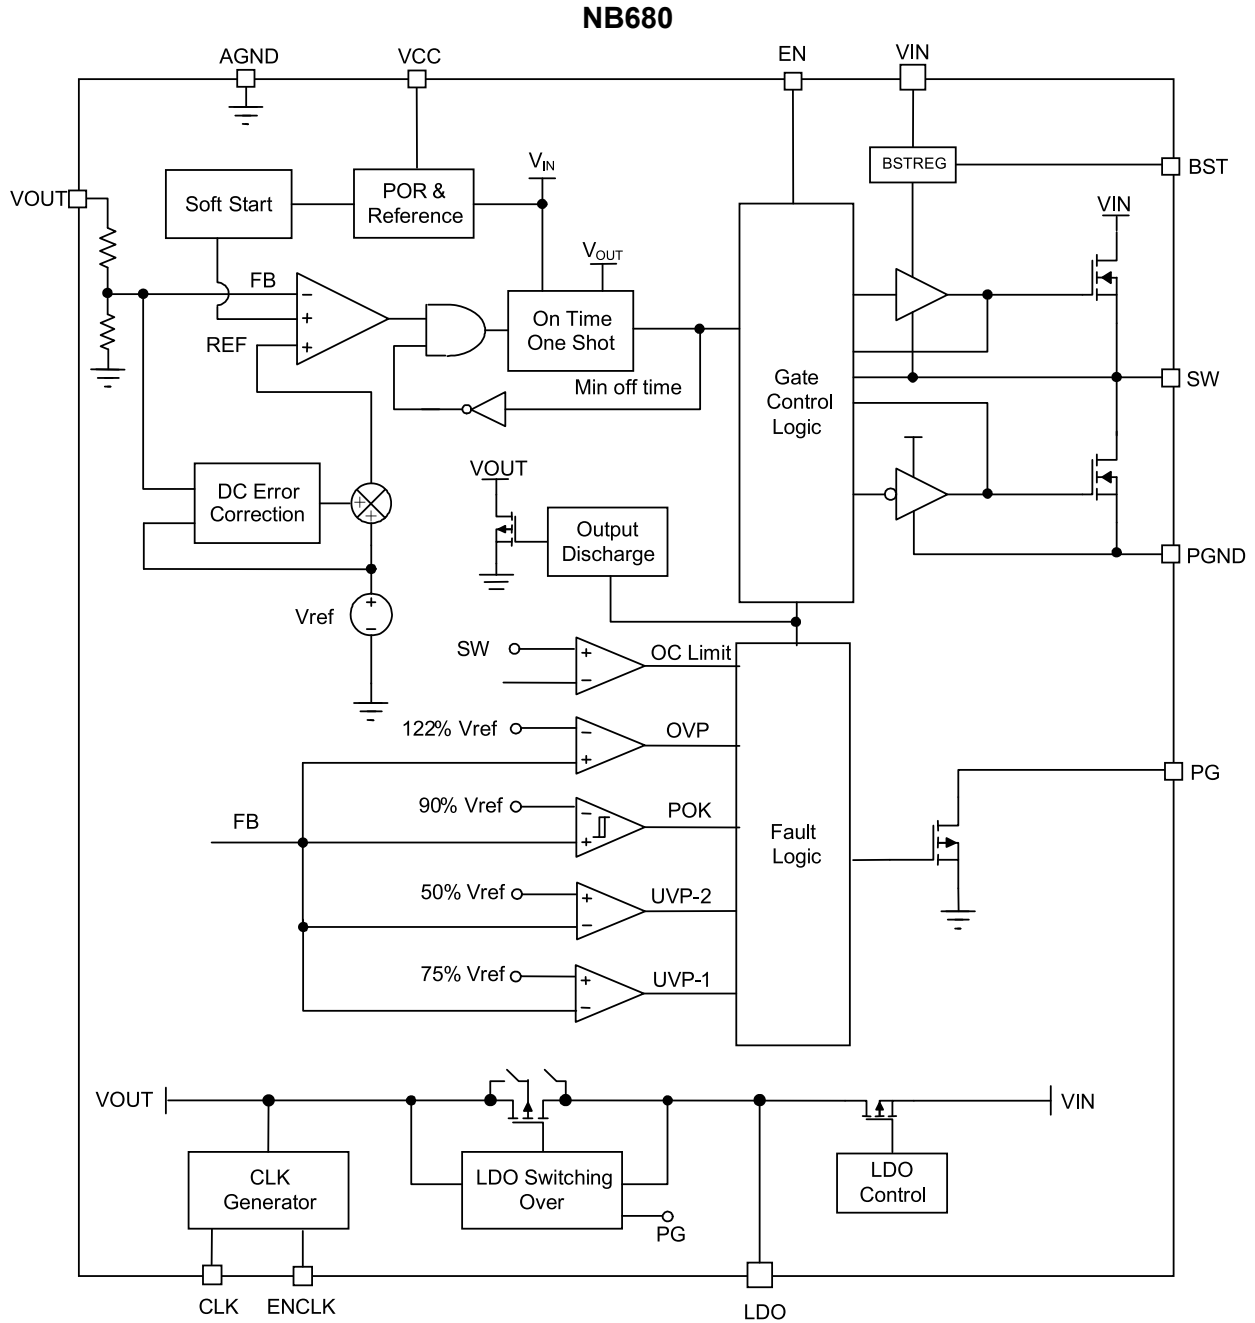 NB680
AGND
VCC
EN
VIN
BSTREG
BST
VOUT
Soft Start
POR &
Reference
VIN
VIN
VOUT
FB
REF
On Time
One Shot
Min off time
Gate
Control
Logic
SW
DC Error
Correction
VOUT
Output
Discharge
PGND
Vref
SW
OC Limit
122% Vref
OVP
PG
90% Vref
POK
FB
Fault
Logic
50% Vref
UVP-2
75% Vref
UVP-1
VOUT
VIN
CLK
Generator
LDO Switching
Over
LDO
Control
PG
CLK
ENCLK
LDO